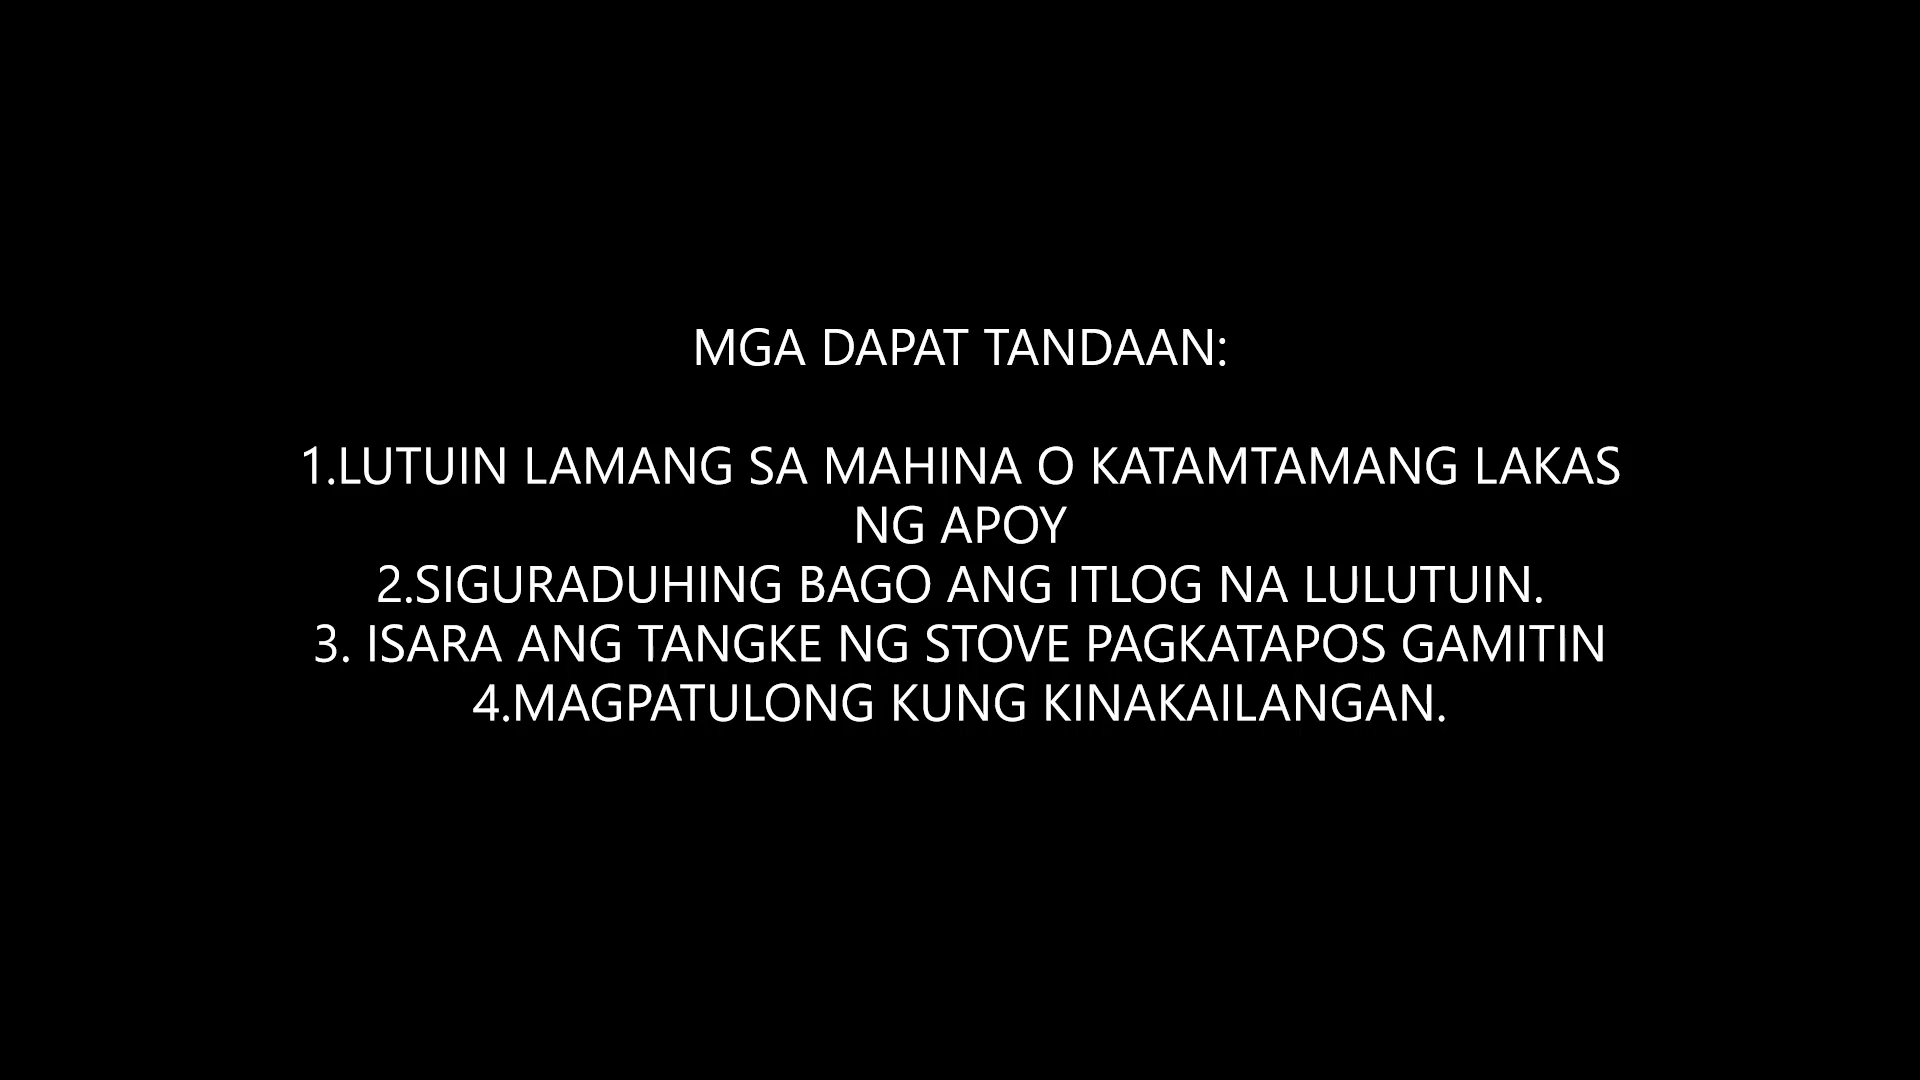 MGA DAPAT TANDAAN:
1.LUTUIN LAMANG SA MAHINA O KATAMTAMANG LAKAS
NG APOY
2.SIGURADUHING BAGO ANG ITLOG NA LULUTUIN.
3. ISARA ANG TANGKE NG STOVE PAGKATAPOS GAMITIN
4.MAGPATULONG KUNG KINAKAILANGAN.